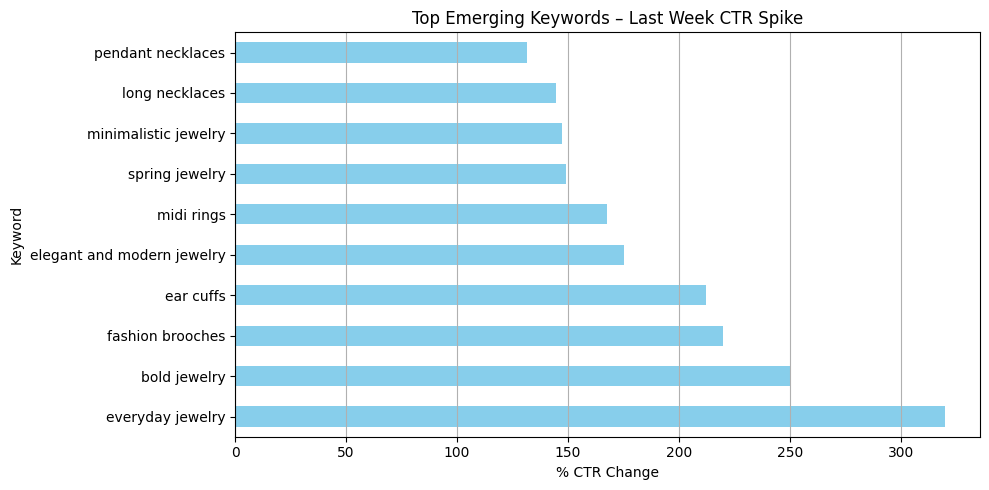 Top Emerging Keywords – Last Week CTR Spike
Keyword
pendant necklaces
long necklaces
minimalistic jewelry
spring jewelry
midi rings
elegant and modern jewelry
ear cuffs
fashion brooches
bold jewelry
everyday jewelry
0 50 100 150 200 250 300
% CTR Change